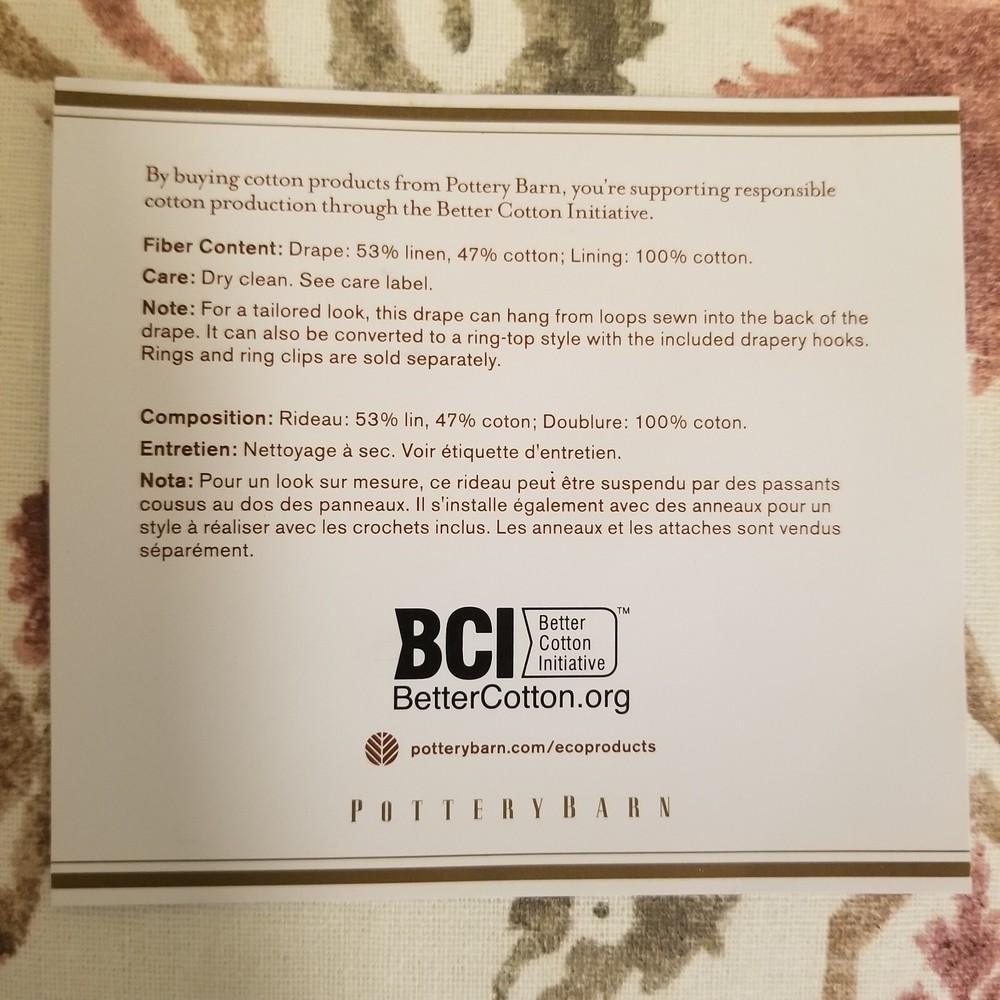 By buying cotton products from Pottery Barn, you're supporting responsible
cotton production through the Better Cotton Initiative.
Fiber Content: Drape: 53% linen, 47% cotton; Lining: 100% cotton.
Care: Dry clean. See care label.
Note: For a tailored look, this drape can hang from loops sewn into the back of the
drape. It can also be converted to a ring-top style with the included drapery hooks.
Rings and ring clips are sold separately.
Composition: Rideau: 53% lin, 47% coton; Doublure: 100% coton.
Entretien: Nettoyage à sec. Voir étiquette d'entretien.
Nota: Pour un look sur mesure, ce rideau peut être suspendu par des passants
cousus au dos des panneaux. Il s'installe également avec des anneaux pour un
style à réaliser avec les crochets inclus. Les anneaux et les attaches sont vendus
séparément.
BCI Better
Cotton
Initiative ™
BetterCotton.org
potterybarn.com/ecoproducts
POTTERYBARN